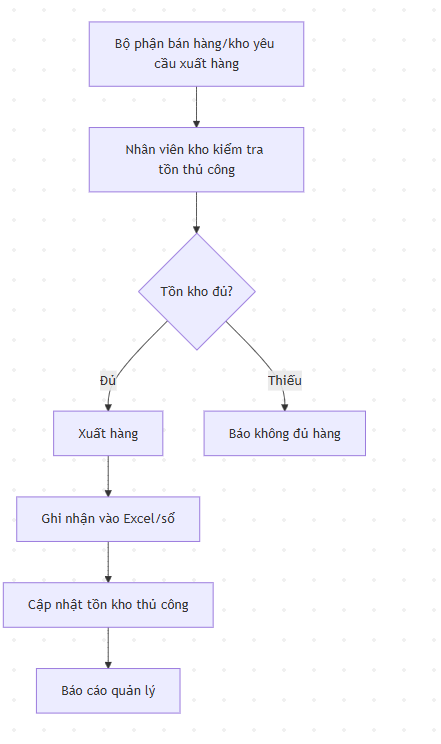 Bộ phận bán hàng/kho yêu
cầu xuất hàng
Nhân viên kho kiểm tra
tồn thủ công
Tồn kho đủ?
Đủ
Thiếu
Xuất hàng
Báo không đủ hàng
Ghi nhận vào Excel/sổ
Cập nhật tồn kho thủ công
Báo cáo quản lý